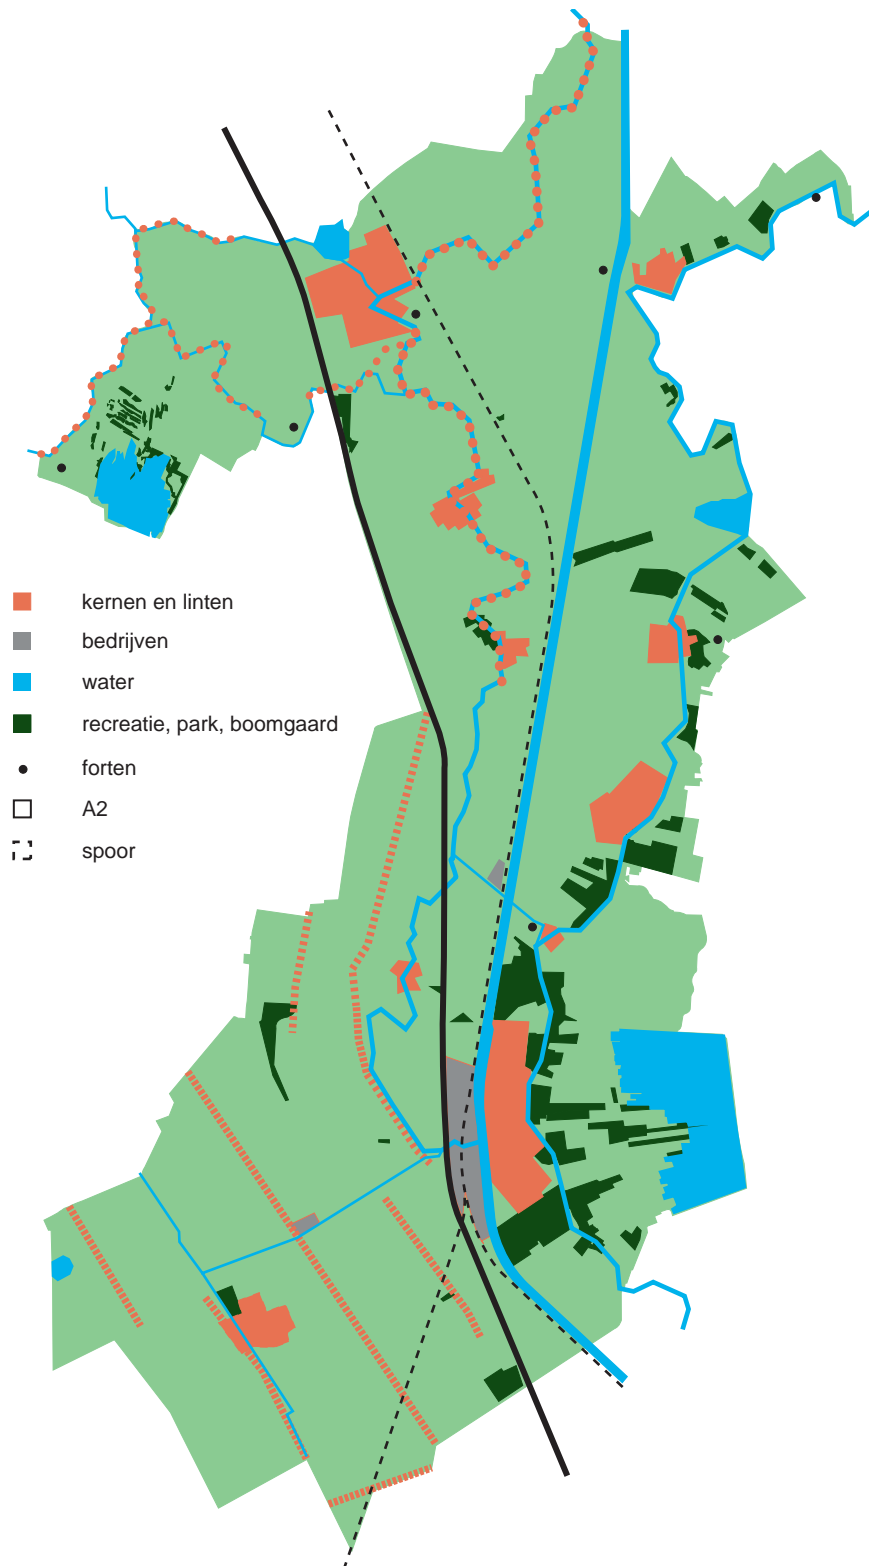 kernen en linten
bedrijven
water
recreatie, park, boomgaard
forten
A2
spoor